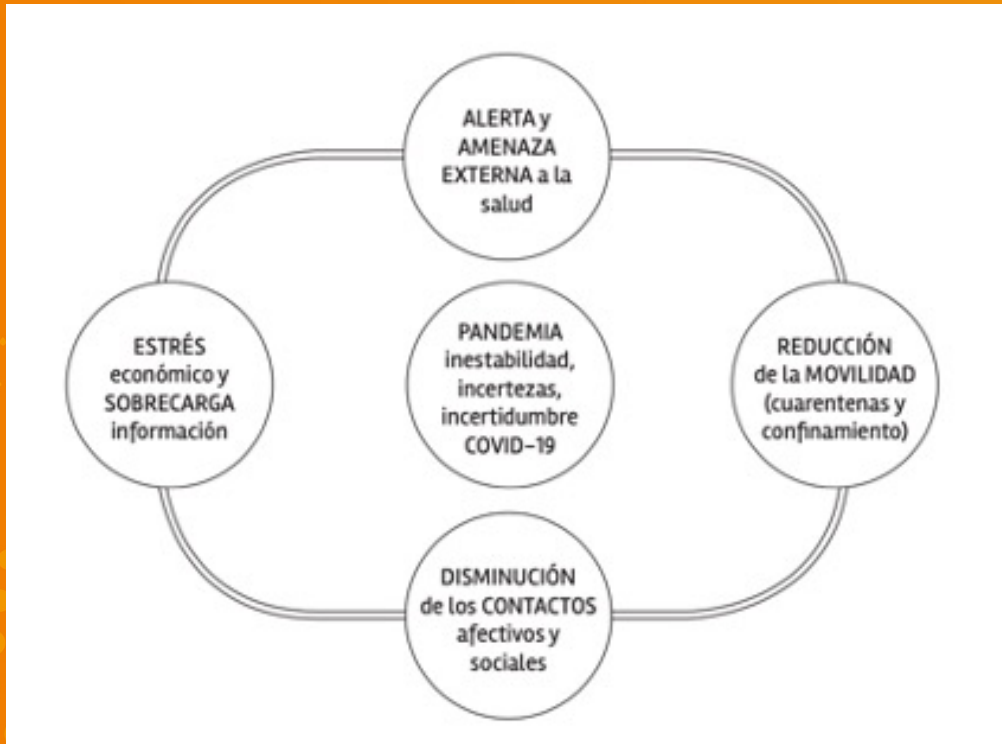 ALERTA y
AMENAZA
EXTERNA a la
salud
ESTRÉS
económico y
SOBRECARGA
información
PANDEMIA
inestabilidad,
incertezas,
incertidumbre
COVID-19
REDUCCIÓN
de la MOVILIDAD
(cuarentenas y
confinamiento)
DISMINUCIÓN
de los CONTACTOS
afectivos y
sociales